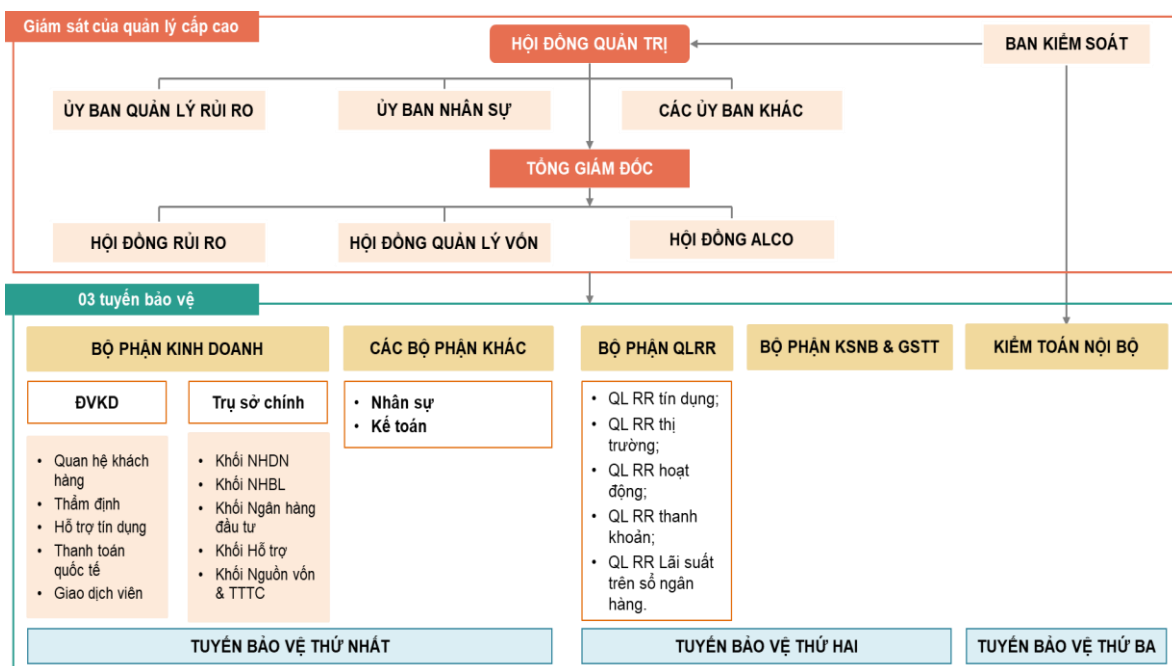 Giám sát của quản lý cấp cao
HỘI ĐỒNG QUẢN TRỊ
BAN KIỂM SOÁT
ỦY BAN QUẢN LÝ RỦI RO
ỦY BAN NHÂN SỰ
CÁC ỦY BAN KHÁC
TỔNG GIÁM ĐỐC
HỘI ĐỒNG RỦI RO
HỘI ĐỒNG QUẢN LÝ VỐN
HỘI ĐỒNG ALCO
03 tuyến bảo vệ
BỘ PHẬN KINH DOANH
CÁC BỘ PHẬN KHÁC
BỘ PHẬN QLRR
BỘ PHẬN KSNB & GSTT
KIỂM TOÁN NỘI BỘ
ĐVKD
Trụ sở chính
• Quan hệ khách
hàng
• Thẩm định
• Hỗ trợ tín dụng
• Thanh toán
quốc tế
• Giao dịch viên
• Khối NHDN
• Khối NHBL
• Khối Ngân hàng
đầu tư
• Khối Hỗ trợ
• Khối Nguồn vốn
& TTTC
• Nhân sự
• Kế toán
• QL RR tín dụng;
• QL RR thị
trường;
• QL RR hoạt
động;
• QL RR thanh
khoản;
• QL RR Lãi suất
trên sổ ngân
hàng.
TUYẾN BẢO VỆ THỨ NHẤT
TUYẾN BẢO VỆ THỨ HAI
TUYẾN BẢO VỆ THỨ BA